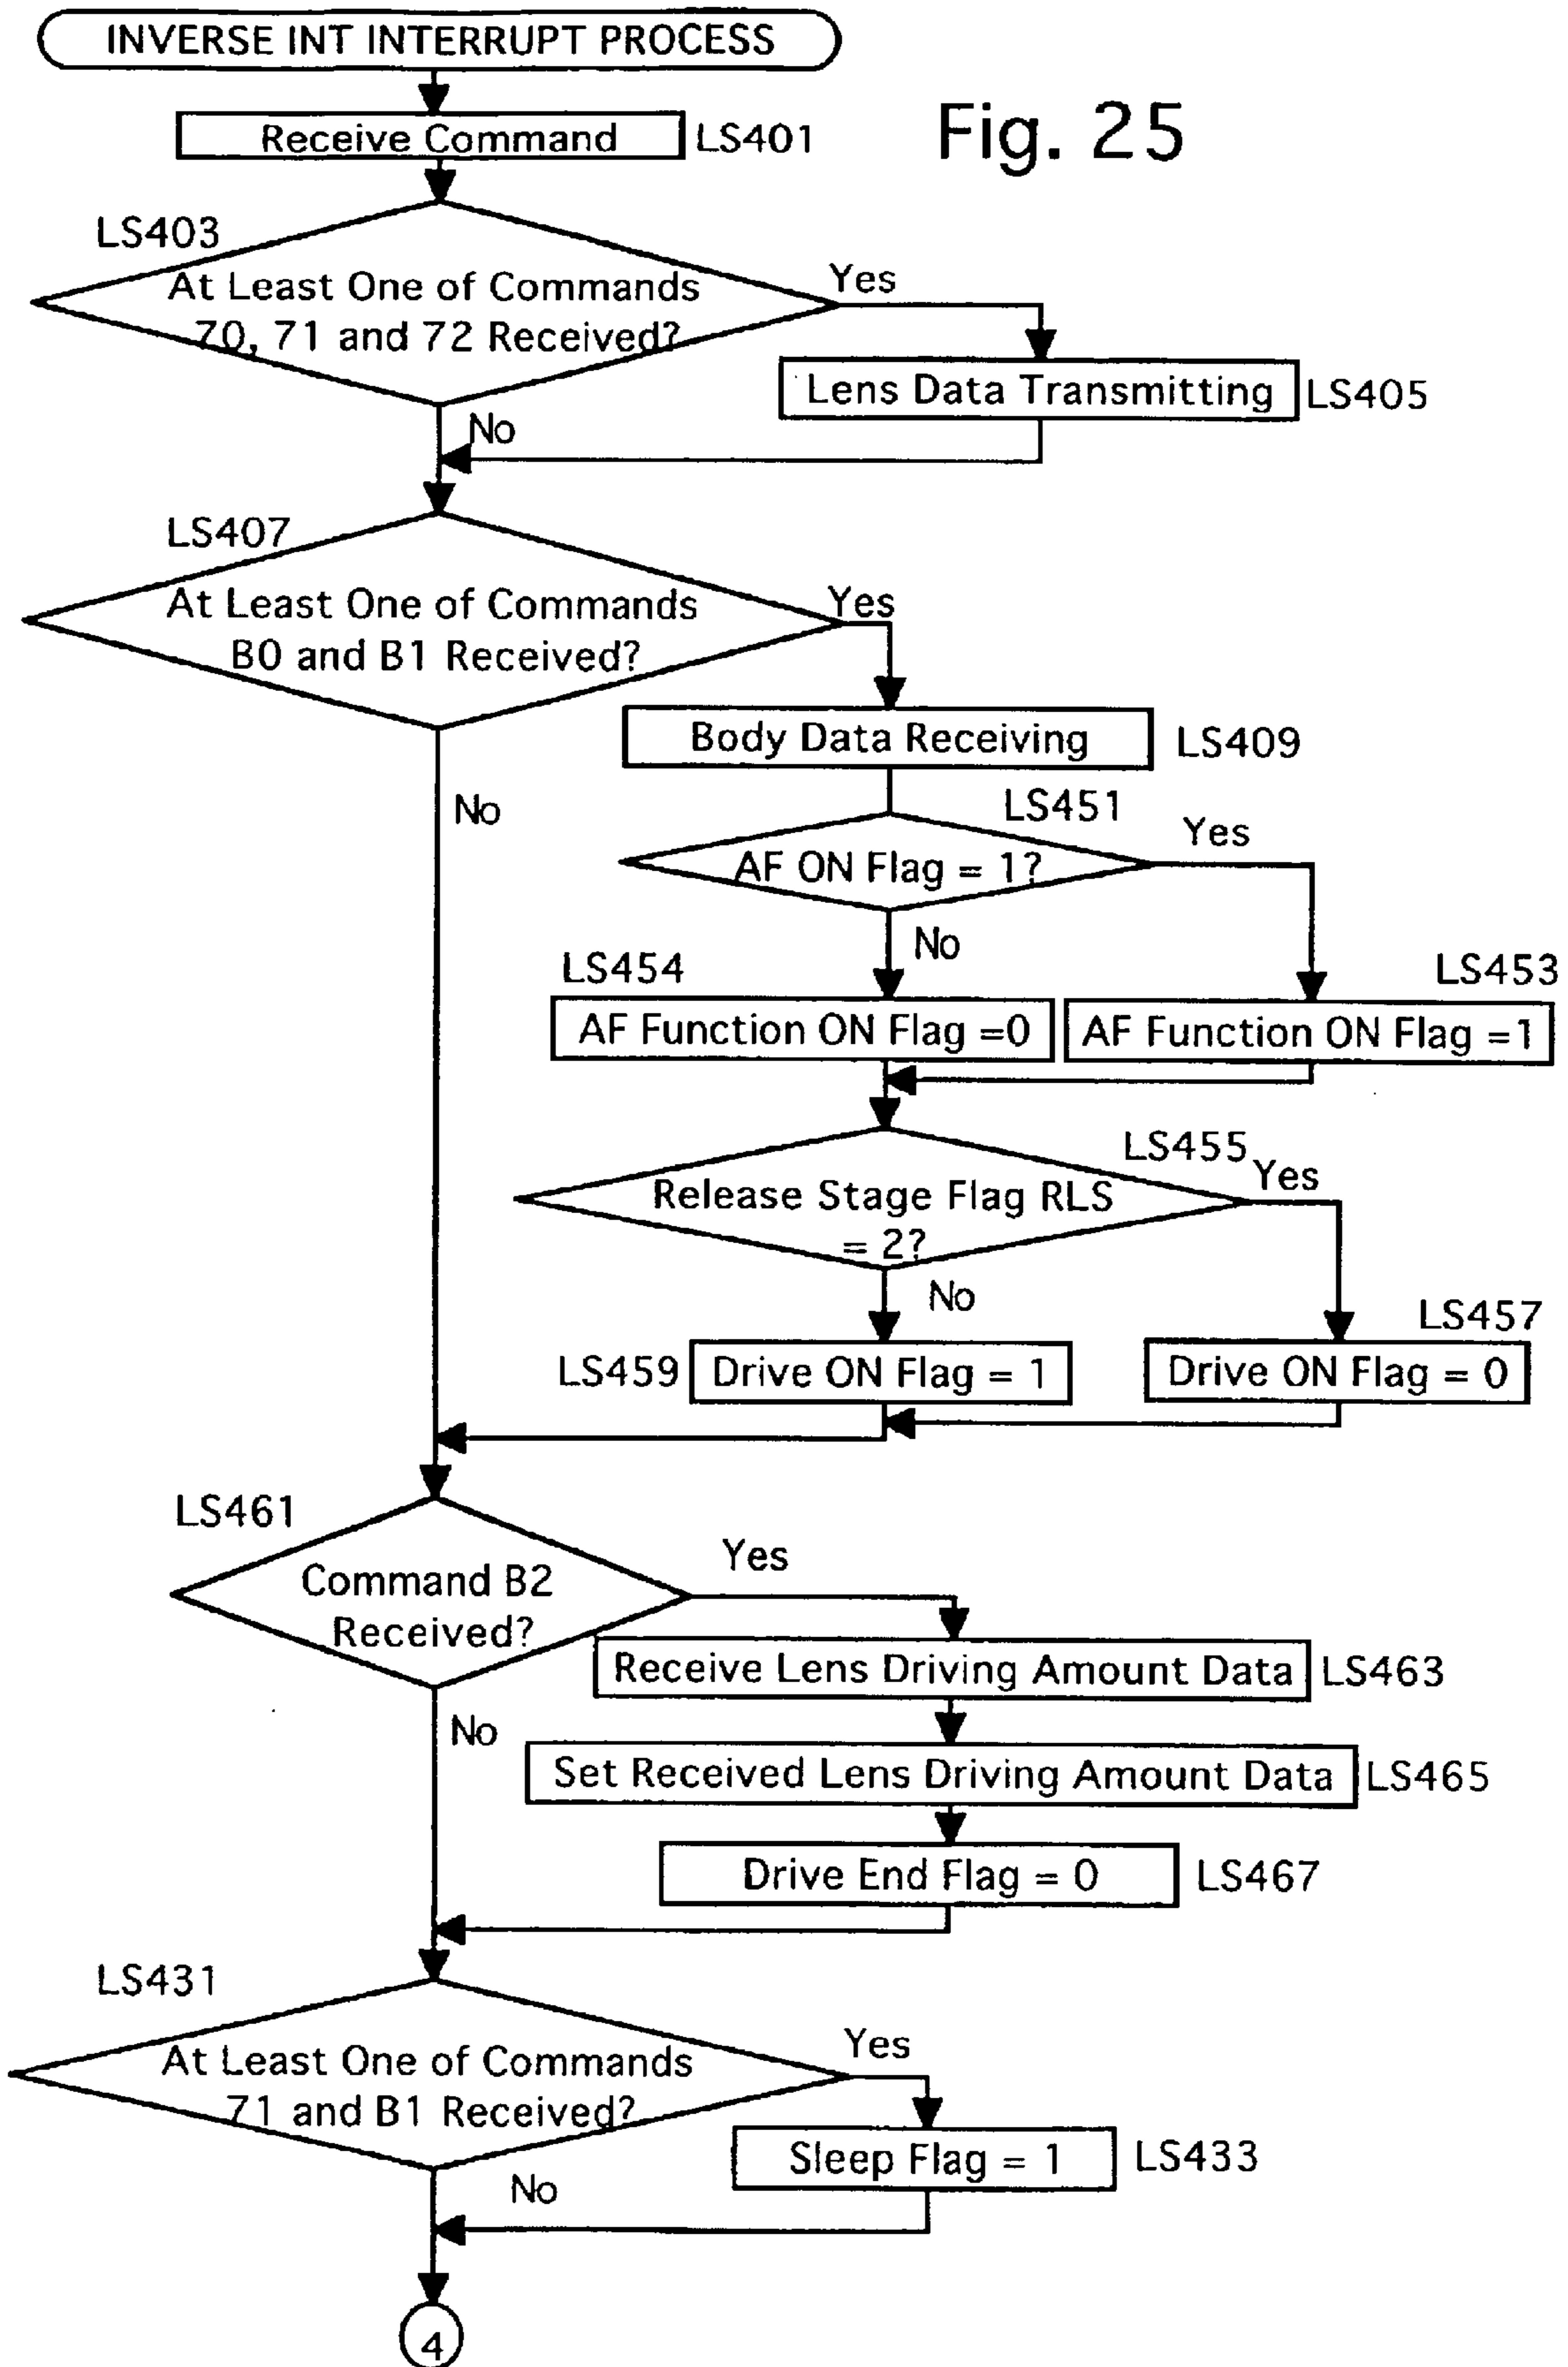 INVERSE INT INTERRUPT PROCESS
Fig. 25
Receive Command
LS401
LS403
At Least One of Commands
70, 71 and 72 Received?
Yes
Lens Data Transmitting
LS405
No
LS407
At Least One of Commands
B0 and B1 Received?
Yes
Body Data Receiving
LS409
No
LS451
AF ON Flag = 1?
Yes
No
LS454
LS453
AF Function ON Flag =0
AF Function ON Flag =1
LS455
Release Stage Flag RLS
= 2?
Yes
No
LS457
LS459
Drive ON Flag = 1
Drive ON Flag = 0
LS461
Command B2
Received?
Yes
Receive Lens Driving Amount Data
LS463
No
Set Received Lens Driving Amount Data
LS465
Drive End Flag = 0
LS467
LS431
At Least One of Commands
71 and B1 Received?
Yes
Sleep Flag = 1
LS433
No
4